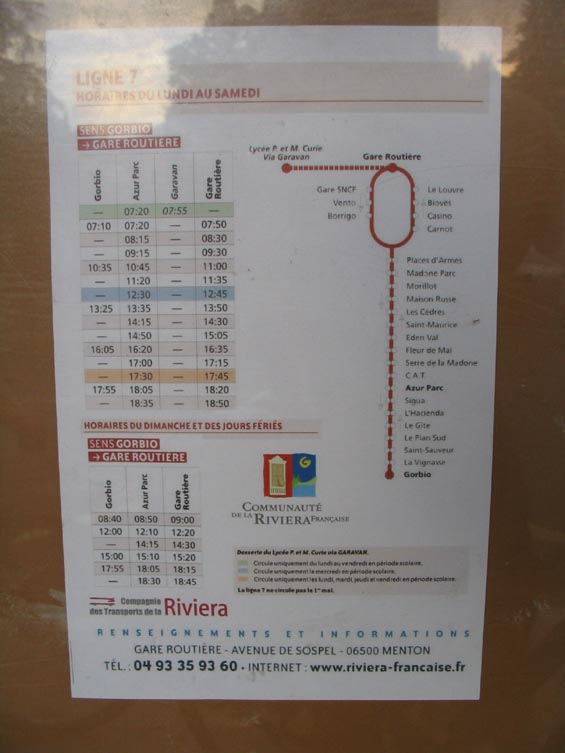 LIGNE 7
HORAIRES DU LUNDI AU SAMEDI
SENS GORBIO
→ GARE ROUTIERE
Gorbio Azur Parc Garavan Gare Routière
— 07:20 07:55 —
07:10 07:20 — 07:50
— 08:15 — 08:30
— 09:15 — 09:30
10:35 10:45 — 11:00
— 11:20 — 11:35
— 12:30 — 12:45
13:25 13:35 — 13:50
— 14:15 — 14:30
— 14:50 — 15:05
16:05 16:20 — 16:35
— 17:00 — 17:15
— 17:30 — 17:45
17:55 18:05 — 18:20
— 18:35 — 18:50
Lycée P. et M. Curie
Via Garavan
Gare Routière
Gare SNCF
Vento
Borrigo
Le Louvre
Biovès
Casino
Carnot
Places d'Armes
Madone Parc
Morillot
Maison Russe
Les Cèdres
Saint-Maurice
Eden Val
Fleur de Mai
Serre de la Madone
C.A.T.
Azur Parc
Sigua
L'Hacienda
Le Gîte
Le Pian Sud
Saint-Sauveur
La Vignasse
Gorbio
HORAIRES DU DIMANCHE ET DES JOURS FÉRIÉS
SENS GORBIO
→ GARE ROUTIERE
Gorbio Azur Parc Gare Routière
08:40 08:50 09:00
12:00 12:10 12:20
— 14:15 14:30
15:00 15:10 15:20
17:55 18:05 18:15
— 18:30 18:45
COMMUNAUTÉ
DE LA RIVIERA FRANÇAISE
Desserte du Lycée P. et M. Curie via GARAVAN.
Circule uniquement du lundi au vendredi en période scolaire.
Circule uniquement le mercredi en période scolaire.
Circule uniquement les lundi, mardi, jeudi et vendredi en période scolaire.
La ligne 7 ne circule pas le 1er mai.
Compagnie
des Transports de la Riviera
RENSEIGNEMENTS ET INFORMATIONS
GARE ROUTIÈRE - AVENUE DE SOSPEL - 06500 MENTON
TÉL. : 04 93 35 93 60 • INTERNET : www.riviera-francaise.fr